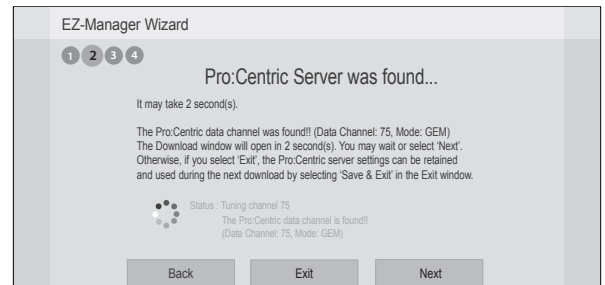 EZ-Manager Wizard
1 2 3 4
Pro:Centric Server was found...
It may take 2 second(s).
The Pro:Centric data channel was found!! (Data Channel: 75, Mode: GEM)
The Download window will open in 2 second(s). You may wait or select ‘Next’.
Otherwise, if you select ‘Exit’, the Pro:Centric server settings can be retained
and used during the next download by selecting ‘Save & Exit’ in the Exit window.
Status : Tuning channel 75
The Pro:Centric data channel is found!!
(Data Channel: 75, Mode: GEM)
Back Exit Next